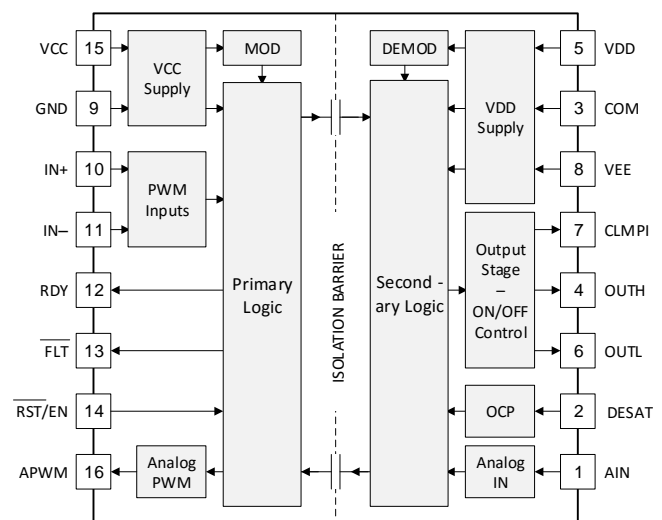 VCC 15 VCC Supply MOD DEMOD VDD Supply 5 VDD
GND 9 3 COM
IN+ 10 PWM Inputs 8 VEE
IN– 11 Output Stage – ON/OFF Control 7 CLMPI
RDY 12 Primary Logic ISOLATION BARRIER Second - ary Logic 4 OUTH
FLT 13 6 OUTL
RST/EN 14 OCP 2 DESAT
APWM 16 Analog PWM Analog IN 1 AIN